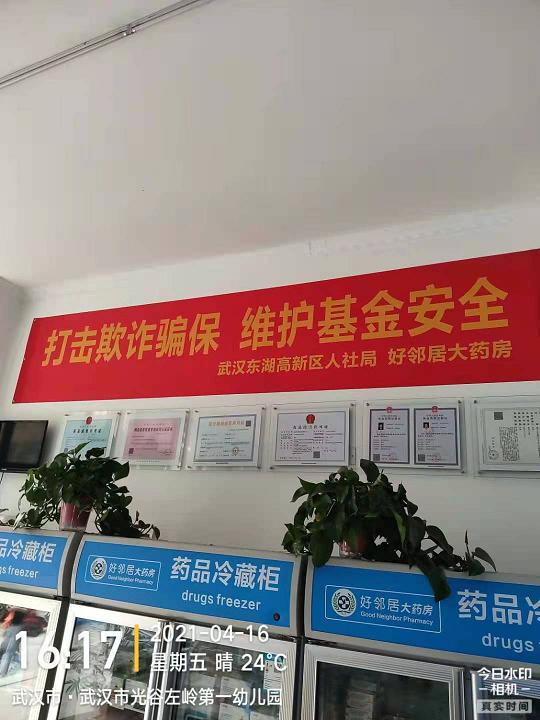 打击欺诈骗保 维护基金安全
武汉东湖高新区人社局 好邻居大药房
药品冷藏柜
drugs freezer
好邻居大药房
Good Neighbor Pharmacy
药品冷藏柜
drugs freezer
好邻居大药房
Good Neighbor Pharmacy
药品冷
drugs freezer
16:17
2021-04-16
星期五 晴 24℃
武汉市·武汉市光谷左岭第一幼儿园
今日水印
相机
真实时间